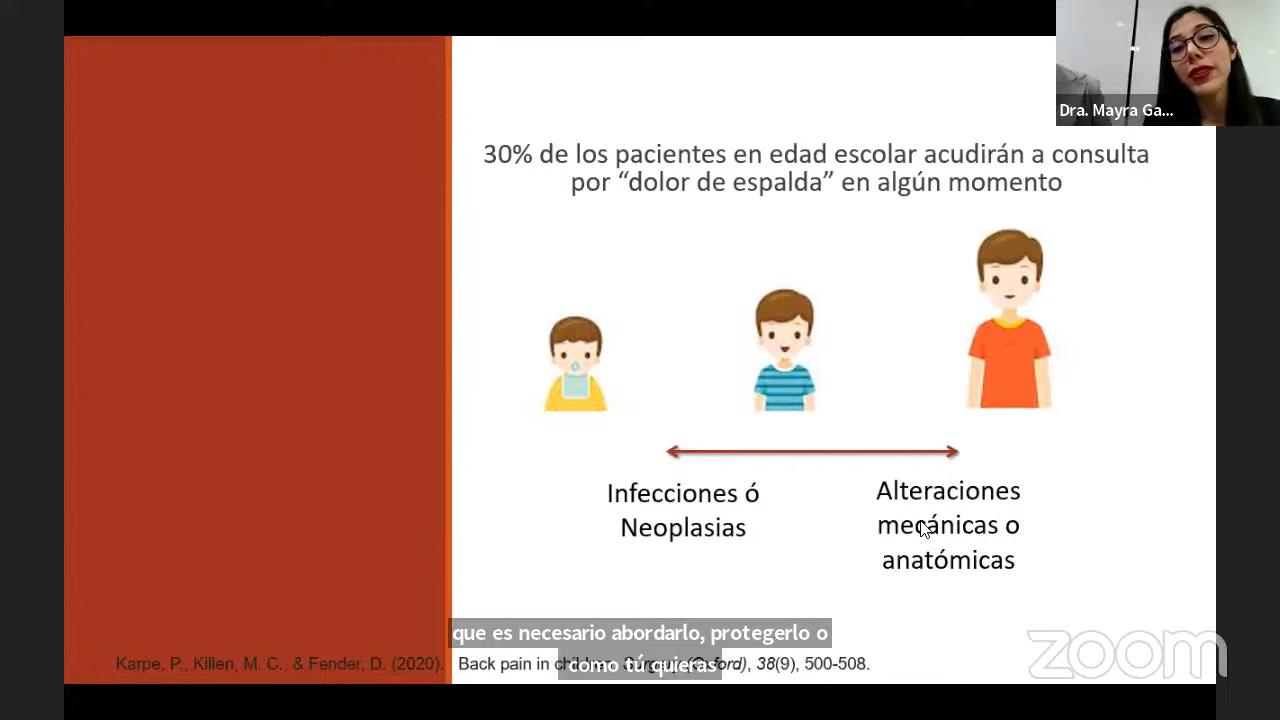 Dra. Mayra Ga...
30% de los pacientes en edad escolar acudirán a consulta
por “dolor de espalda” en algún momento
Infecciones ó
Neoplasias
Alteraciones
mecánicas o
anatómicas
que es necesario abordarlo, protegerlo o
como tú quieras
Karpe, P., Killen, M. C., & Fender, D. (2020). Back pain in (Oxford), 38(9), 500-508.
zoom